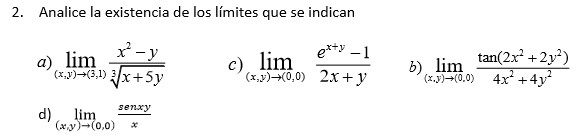 2. Analice la existencia de los límites que se indican
a) lim (x,y)→(3,1) x² − y / ∛x+5y c) lim (x,y)→(0,0) e^x+y − 1 / 2x + y b) lim (x,y)→(0,0) tan(2x² + 2y²) / 4x² + 4y²
d) lim (x,y)→(0,0) senxy / x